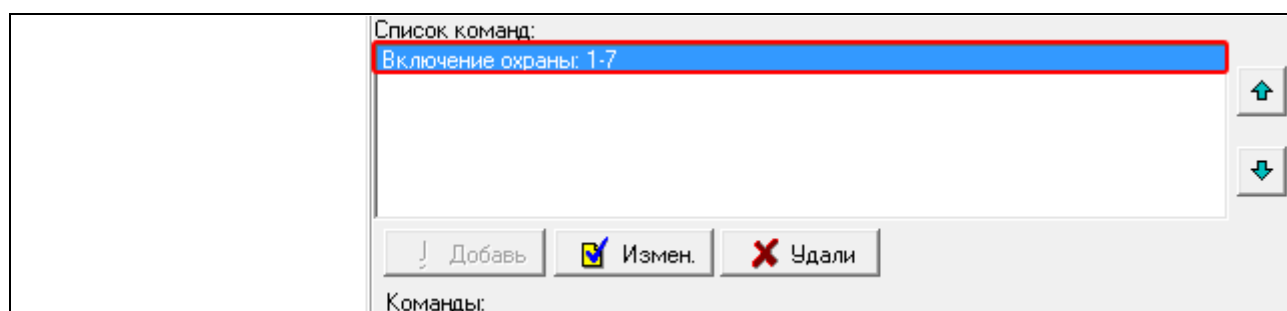 Список команд:
Включение охраны: 1-7
Добавь Измен. Удали
Команды: